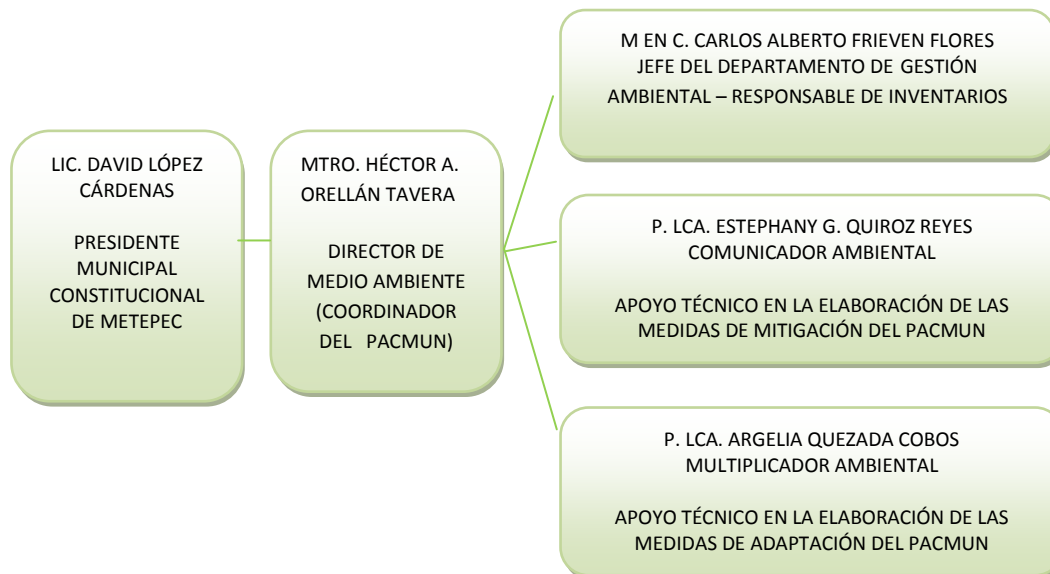 LIC. DAVID LÓPEZ
CÁRDENAS
PRESIDENTE
MUNICIPAL
CONSTITUCIONAL
DE METEPEC
MTRO. HÉCTOR A.
ORELLÁN TAVERA
DIRECTOR DE
MEDIO AMBIENTE
(COORDINADOR
DEL PACMUN)
M EN C. CARLOS ALBERTO FRIEVEN FLORES
JEFE DEL DEPARTAMENTO DE GESTIÓN
AMBIENTAL – RESPONSABLE DE INVENTARIOS
P. LCA. ESTEPHANY G. QUIROZ REYES
COMUNICADOR AMBIENTAL
APOYO TÉCNICO EN LA ELABORACIÓN DE LAS
MEDIDAS DE MITIGACIÓN DEL PACMUN
P. LCA. ARGELIA QUEZADA COBOS
MULTIPLICADOR AMBIENTAL
APOYO TÉCNICO EN LA ELABORACIÓN DE LAS
MEDIDAS DE ADAPTACIÓN DEL PACMUN